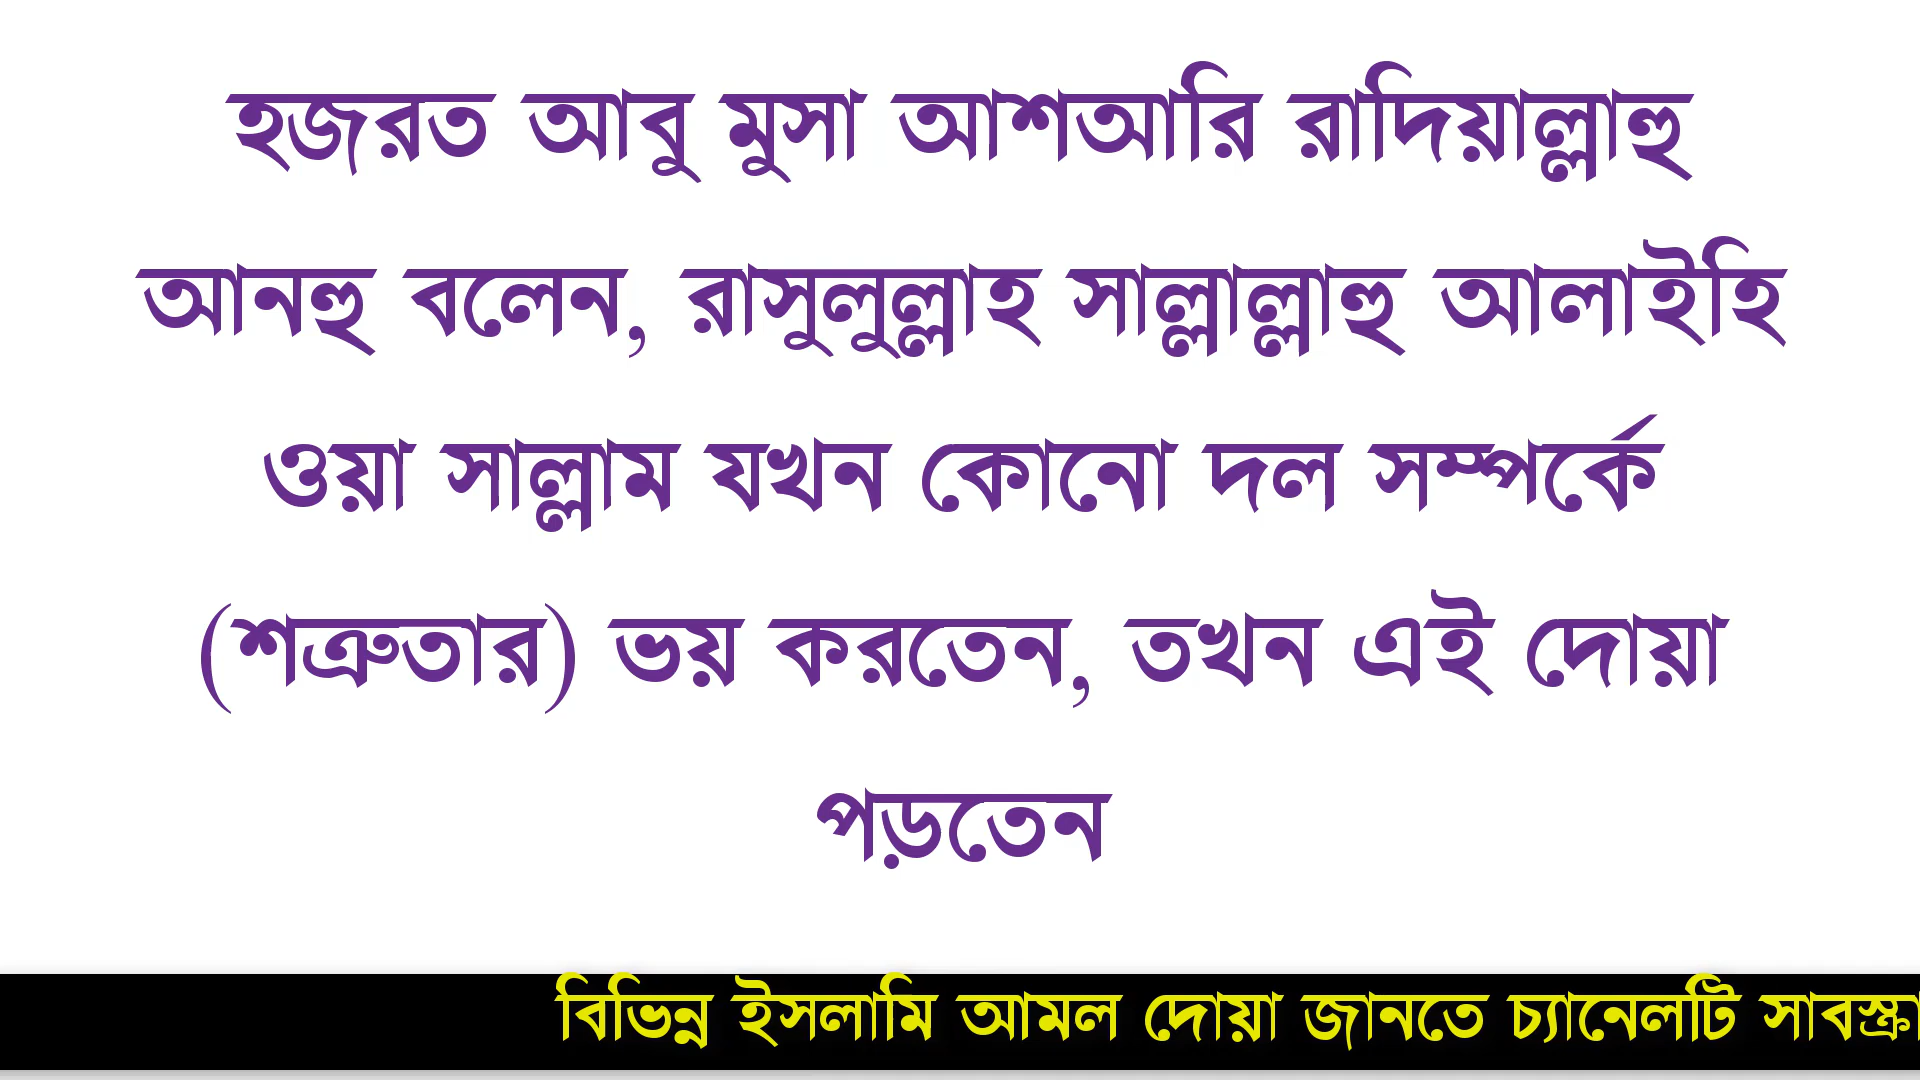 হজরত আবু মুসা আশআরি রাদিয়াল্লাহু
আনহু বলেন, রাসুলুল্লাহ সাল্লাল্লাহু আলাইহি
ওয়া সাল্লাম যখন কোনো দল সম্পর্কে
(শত্রুতার) ভয় করতেন, তখন এই দোয়া
পড়তেন
বিভিন্ন ইসলামি আমল দোয়া জানতে চ্যানেলটি